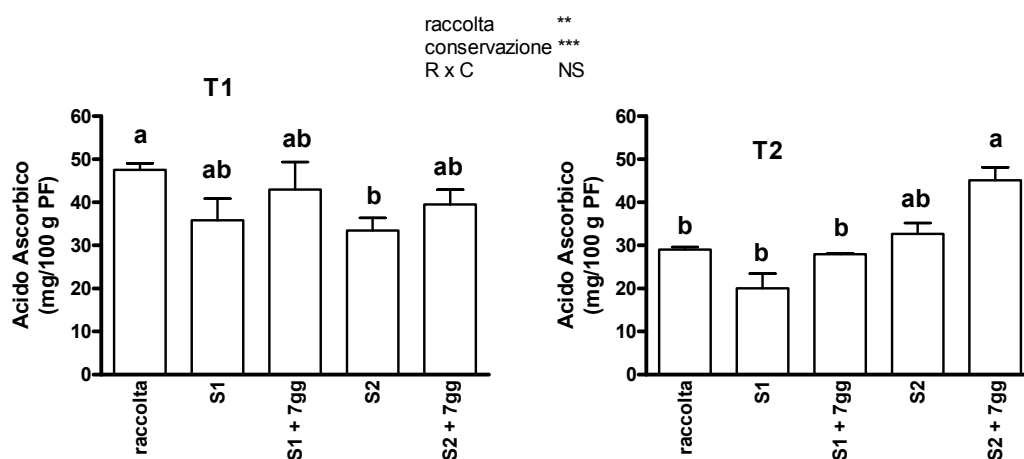 raccolta **
conservazione ***
R x C NS
T1
60
50
40
30
20
10
0
Acido Ascorbico
(mg/100 g PF)
a
ab
ab
b
ab
raccolta
S1
S1 + 7gg
S2
S2 + 7gg
T2
60
50
40
30
20
10
0
Acido Ascorbico
(mg/100 g PF)
b
b
b
ab
a
raccolta
S1
S1 + 7gg
S2
S2 + 7gg